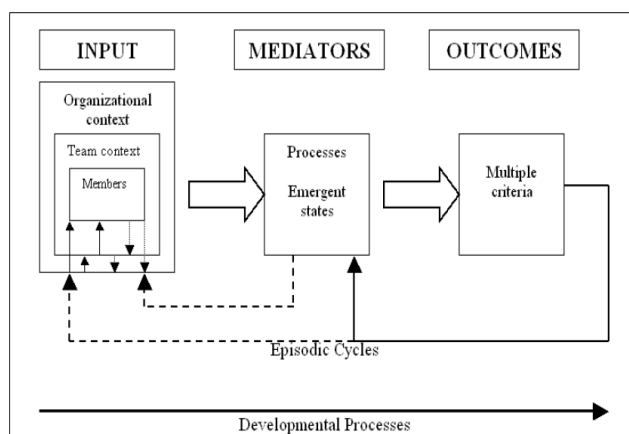 INPUT
MEDIATORS
OUTCOMES
Organizational
context
Team context
Members
Processes
Emergent
states
Multiple
criteria
Episodic Cycles
Developmental Processes